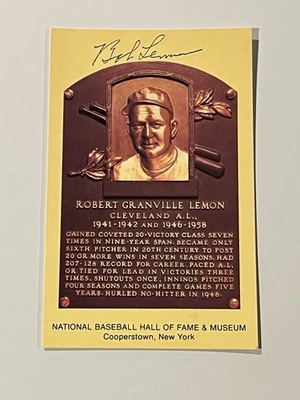 Bob Lemon
ROBERT GRANVILLE LEMON
CLEVELAND A.L.,
1941-1942 AND 1946-1958
GAINED COVETED 20-VICTORY CLASS SEVEN
TIMES IN NINE-YEAR SPAN. BECAME ONLY
SIXTH PITCHER IN 20TH CENTURY TO POST
20 OR MORE WINS IN SEVEN SEASONS. HAD
207-128 RECORD FOR CAREER. PACED A.L.
OR TIED FOR LEAD IN VICTORIES THREE
TIMES, SHUTOUTS ONCE, INNINGS PITCHED
FOUR SEASONS AND COMPLETE GAMES FIVE
YEARS. HURLED NO-HITTER IN 1948.
NATIONAL BASEBALL HALL OF FAME & MUSEUM
Cooperstown, New York